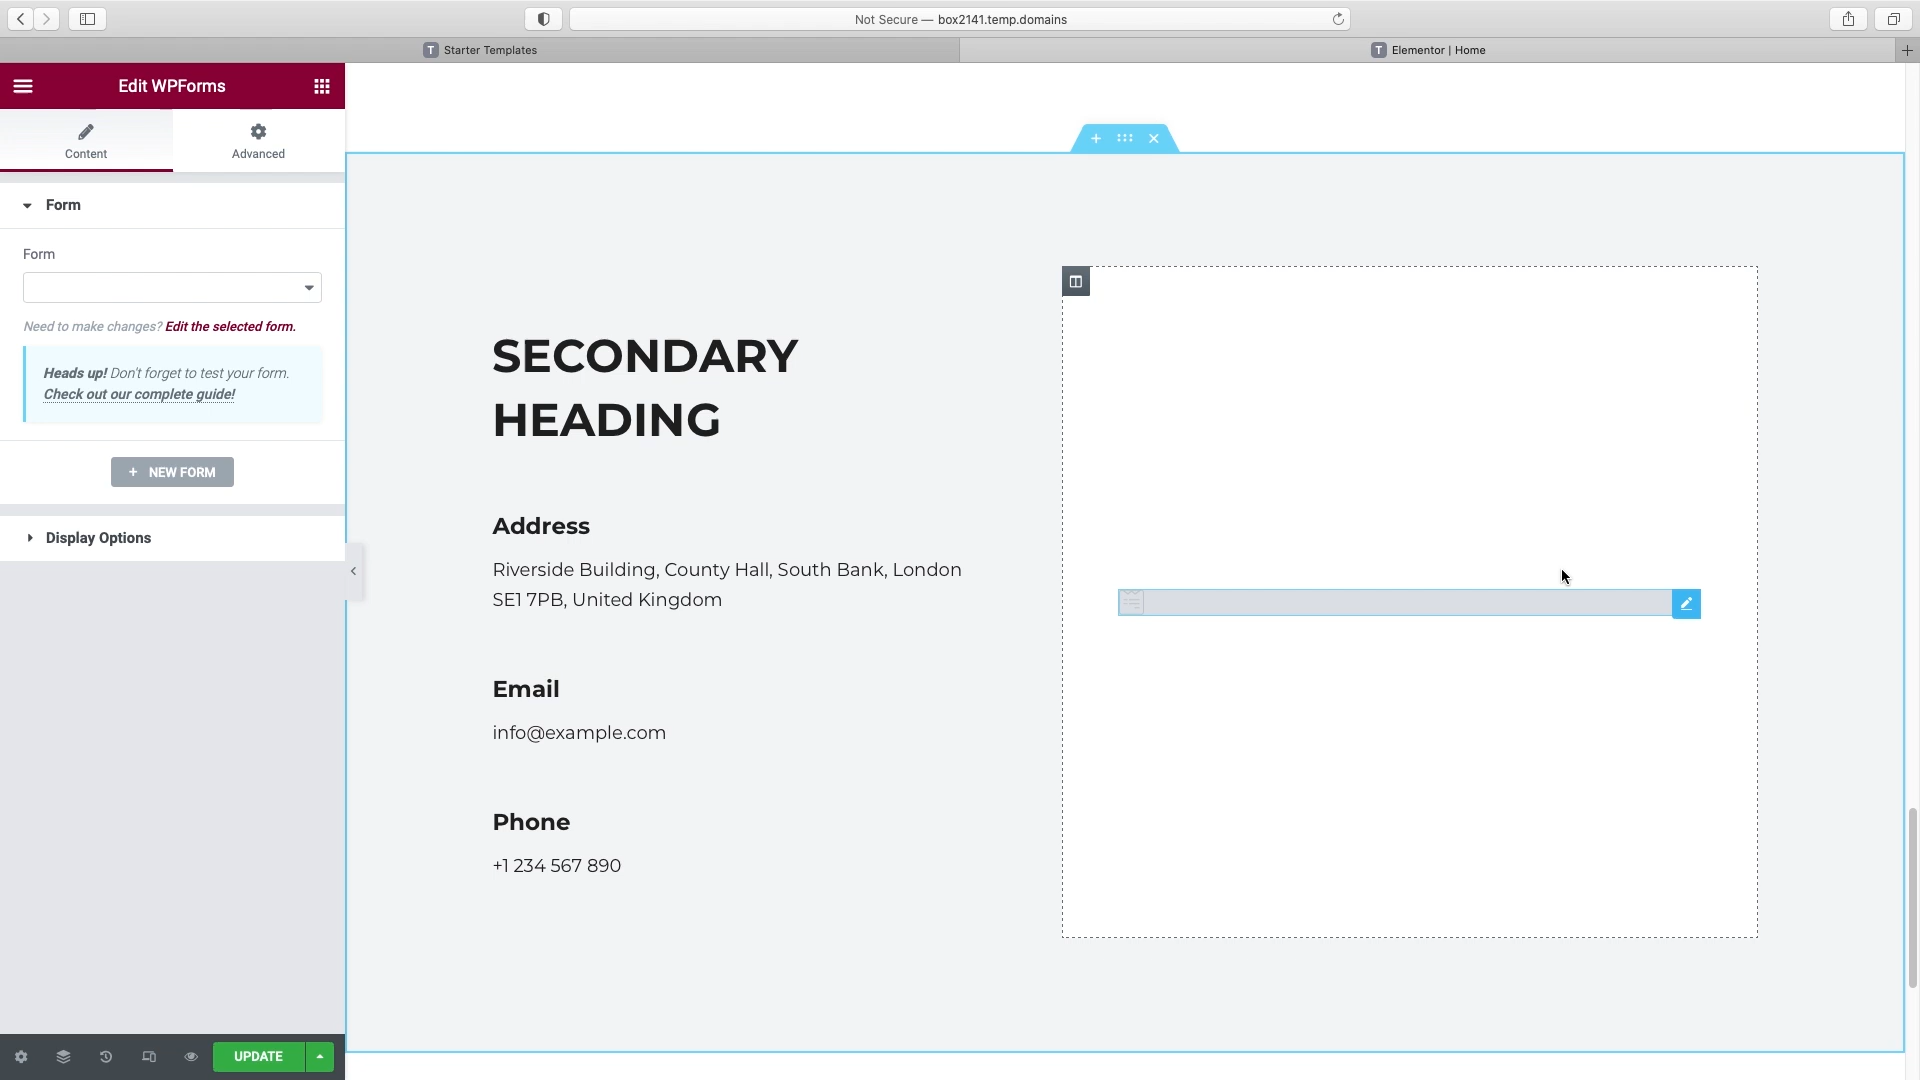 Not Secure — box2141.temp.domains
T Starter Templates
T Elementor | Home
Edit WPForms
Content
Advanced
Form
Form
Need to make changes? Edit the selected form.
Heads up! Don't forget to test your form.
Check out our complete guide!
+ NEW FORM
Display Options
UPDATE
SECONDARY
HEADING
Address
Riverside Building, County Hall, South Bank, London
SE1 7PB, United Kingdom
Email
info@example.com
Phone
+1 234 567 890